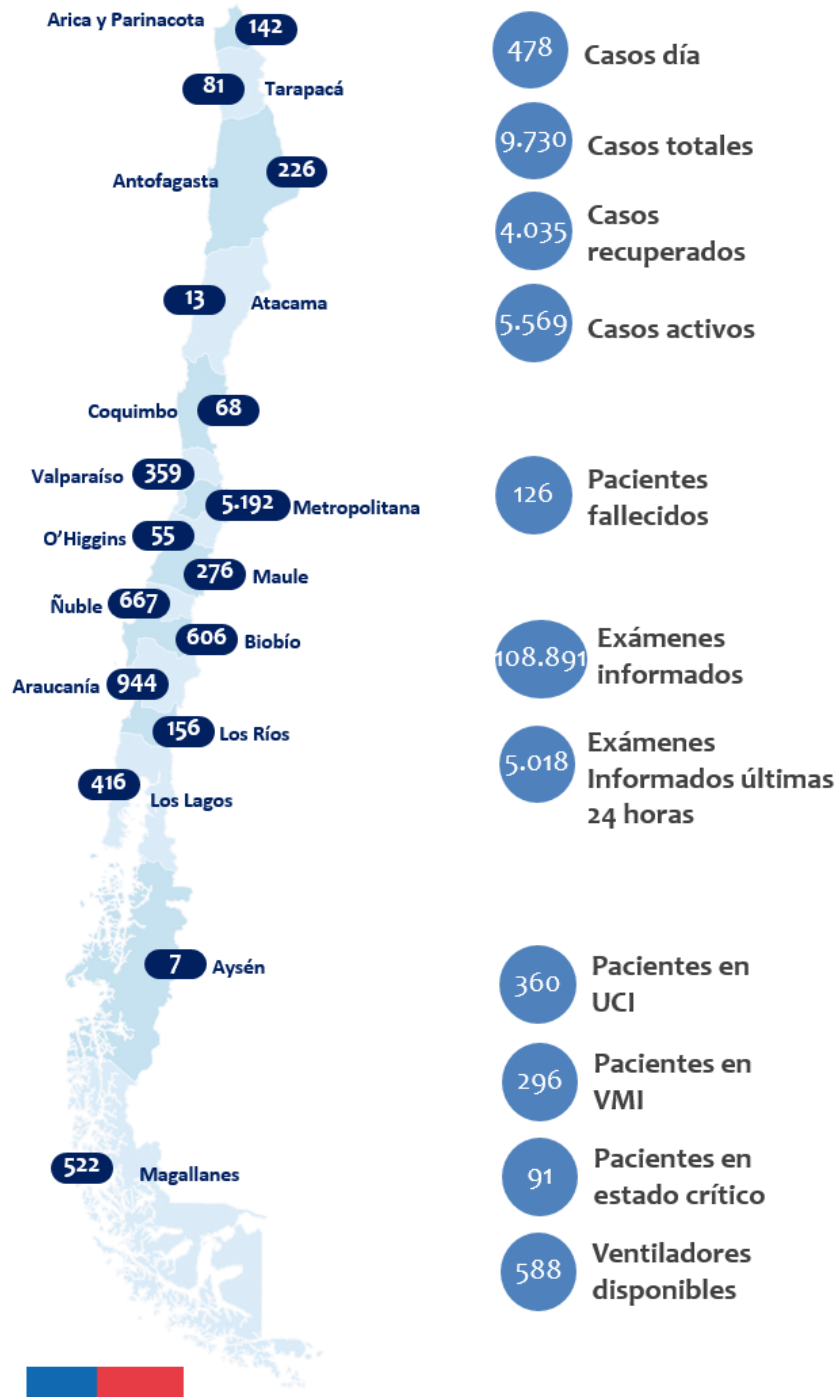 Arica y Parinacota
142
81
Tarapacá
Antofagasta
226
13
Atacama
Coquimbo
68
Valparaíso
359
5.192
Metropolitana
O'Higgins
55
276
Maule
Ñuble
667
606
Biobío
Araucanía
944
156
Los Ríos
416
Los Lagos
7
Aysén
522
Magallanes
478
Casos día
9.730
Casos totales
4.035
Casos
recuperados
5.569
Casos activos
126
Pacientes
fallecidos
108.891
Exámenes
informados
5.018
Exámenes
Informados últimas
24 horas
360
Pacientes en
UCI
296
Pacientes en
VMI
91
Pacientes en
estado crítico
588
Ventiladores
disponibles